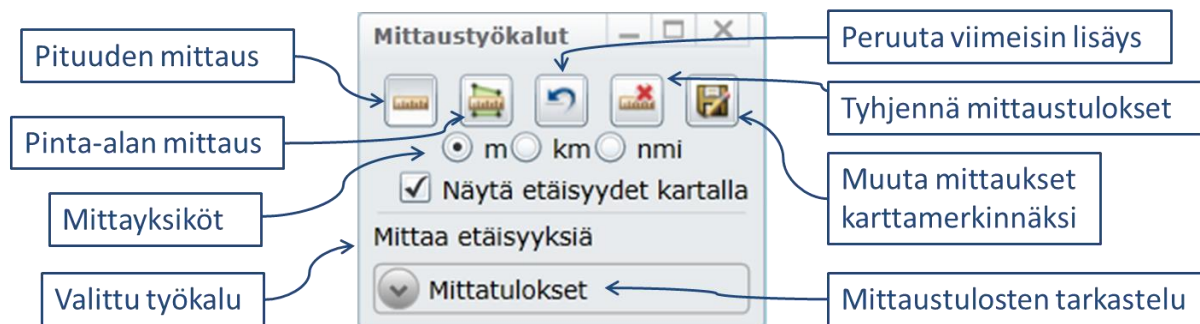 Pituuden mittaus
Pinta-alan mittaus
Mittayksiköt
Valittu työkalu
Mittaustyökalut
m km nmi
Näytä etäisyydet kartalla
Mittaa etäisyyksiä
Mittatulokset
Peruuta viimeisin lisäys
Tyhjennä mittaustulokset
Muuta mittaukset
karttamerkinnäksi
Mittaustulosten tarkastelu